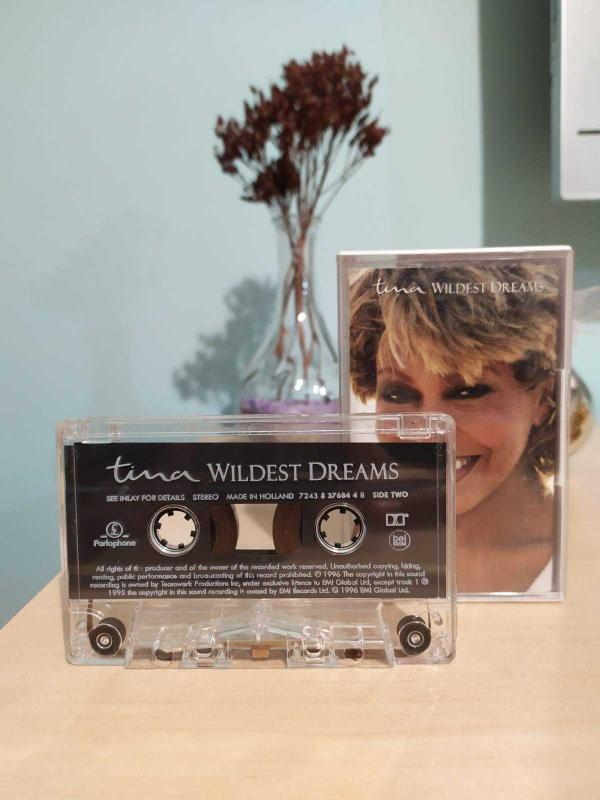 tina WILDEST DREAMS
tina WILDEST DREAMS
SEE INLAY FOR DETAILS STEREO MADE IN HOLLAND 7243 8 37684 4 8 SIDE TWO
Parlophone
bel
BIEM
All rights of the producer and of the owner of the recorded work reserved. Unauthorised copying, hiring,
renting, public performance and broadcasting of this record prohibited. ℗ 1996 The copyright in this sound
recording is owned by Teamwork Productions Inc, under exclusive licence to EMI Global Ltd, except track 1 ℗
1995 the copyright in this sound recording is owned by EMI Records Ltd. © 1996 EMI Global Ltd.